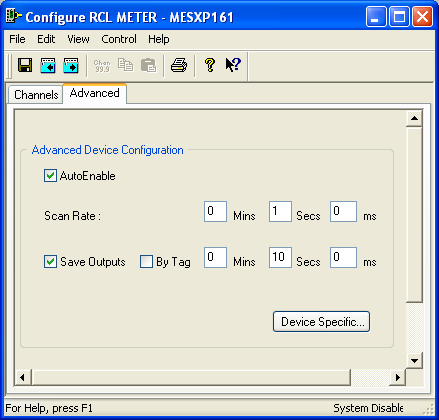 Configure RCL METER - MESXP161
File Edit View Control Help
Chan
99.9
Channels Advanced
Advanced Device Configuration
AutoEnable
Scan Rate : 0 Mins 1 Secs 0 ms
Save Outputs By Tag 0 Mins 10 Secs 0 ms
Device Specific...
For Help, press F1 System Disable